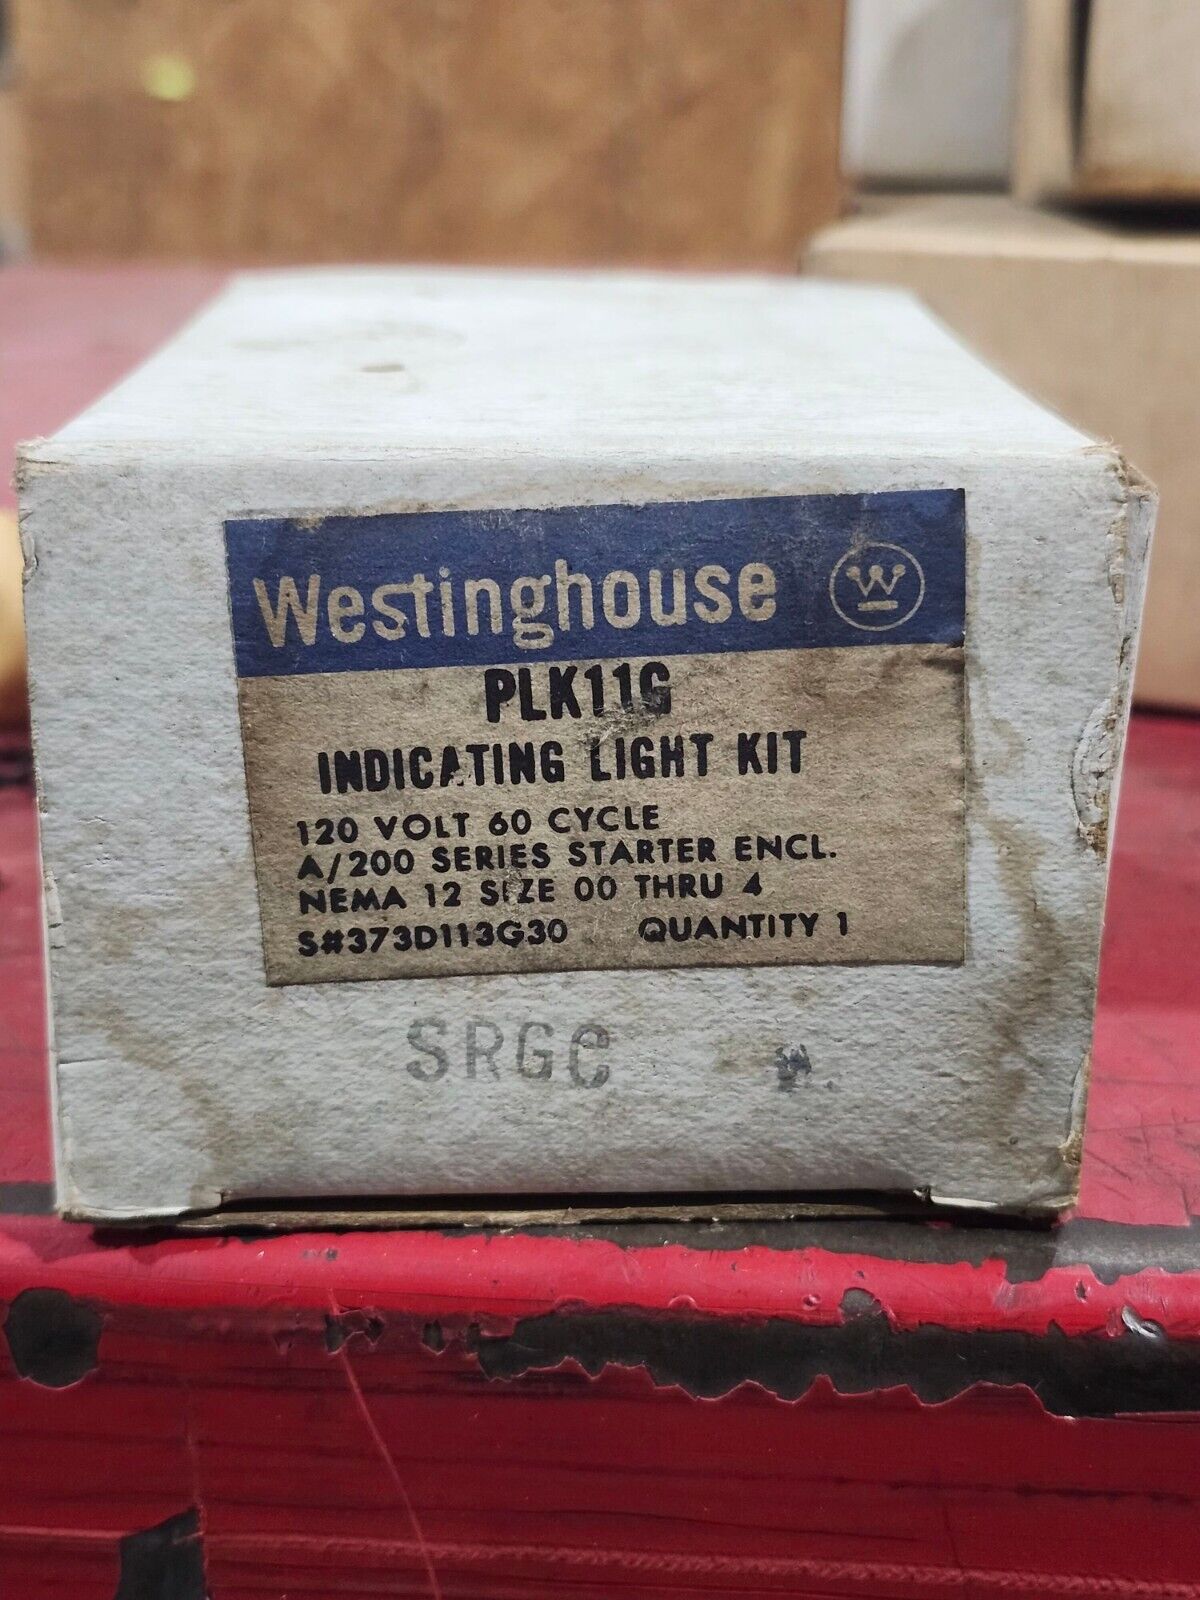 Westinghouse W
PLK11G
INDICATING LIGHT KIT
120 VOLT 60 CYCLE
A/200 SERIES STARTER ENCL.
NEMA 12 SIZE 00 THRU 4
S#373D113G30 QUANTITY 1
SRGC